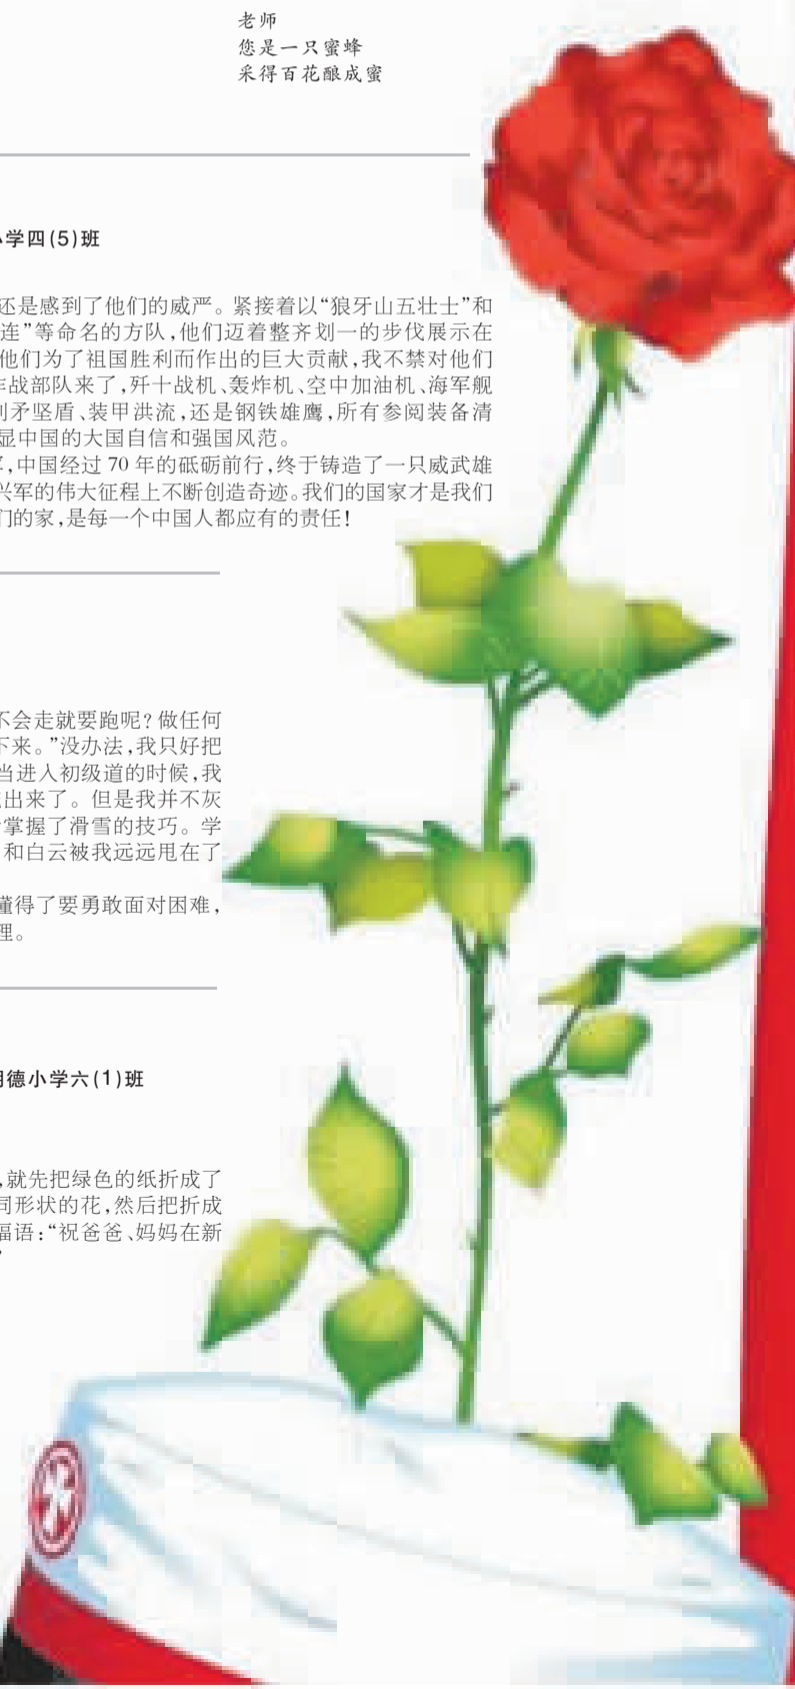 老师
您是一只蜜蜂
采得百花酿成蜜
学四(5)班
还是感到了他们的威严。紧接着以“狼牙山五壮士”和
连”等命名的方队,他们迈着整齐划一的步伐展示在
他们为了祖国胜利而作出的巨大贡献,我不禁对他们
作战部队来了,歼十战机、轰炸机、空中加油机、海军舰
利矛坚盾、装甲洪流,还是钢铁雄鹰,所有参阅装备清
显中国的大国自信和强国风范。
,中国经过 70 年的砥砺前行,终于铸造了一只威武雄
兴军的伟大征程上不断创造奇迹。我们的国家才是我们
们的家,是每一个中国人都应有的责任!
不会走就要跑呢?做任何
下来。”没办法,我只好把
当进入初级道的时候,我
出来了。但是我并不灰
掌握了滑雪的技巧。学
和白云被我远远甩在了
懂得了要勇敢面对困难,
理。
明德小学六(1)班
,就先把绿色的纸折成了
同形状的花,然后把折成
福语:“祝爸爸、妈妈在新
”